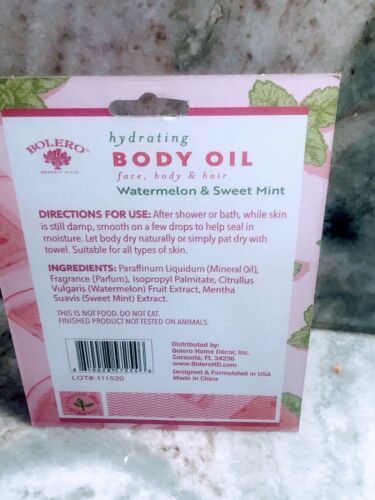 BOLERO™
BEVERLY HILLS
hydrating
BODY OIL
face, body & hair
Watermelon & Sweet Mint
DIRECTIONS FOR USE: After shower or bath, while skin
is still damp, smooth on a few drops to help seal in
moisture. Let body dry naturally or simply pat dry with
towel. Suitable for all types of skin.
INGREDIENTS: Paraffinum Liquidum (Mineral Oil),
Fragrance (Parfum), Isopropyl Palmitate, Citrullus
Vulgaris (Watermelon) Fruit Extract, Mentha
Suavis (Sweet Mint) Extract.
THIS IS NOT FOOD. DO NOT EAT.
FINISHED PRODUCT NOT TESTED ON ANIMALS.
LOT#:111520
Distributed by:
Bolero Home Décor, Inc.
Sarasota, FL 34236
www.BoleroHD.com
Designed & Formulated in USA
Made In China